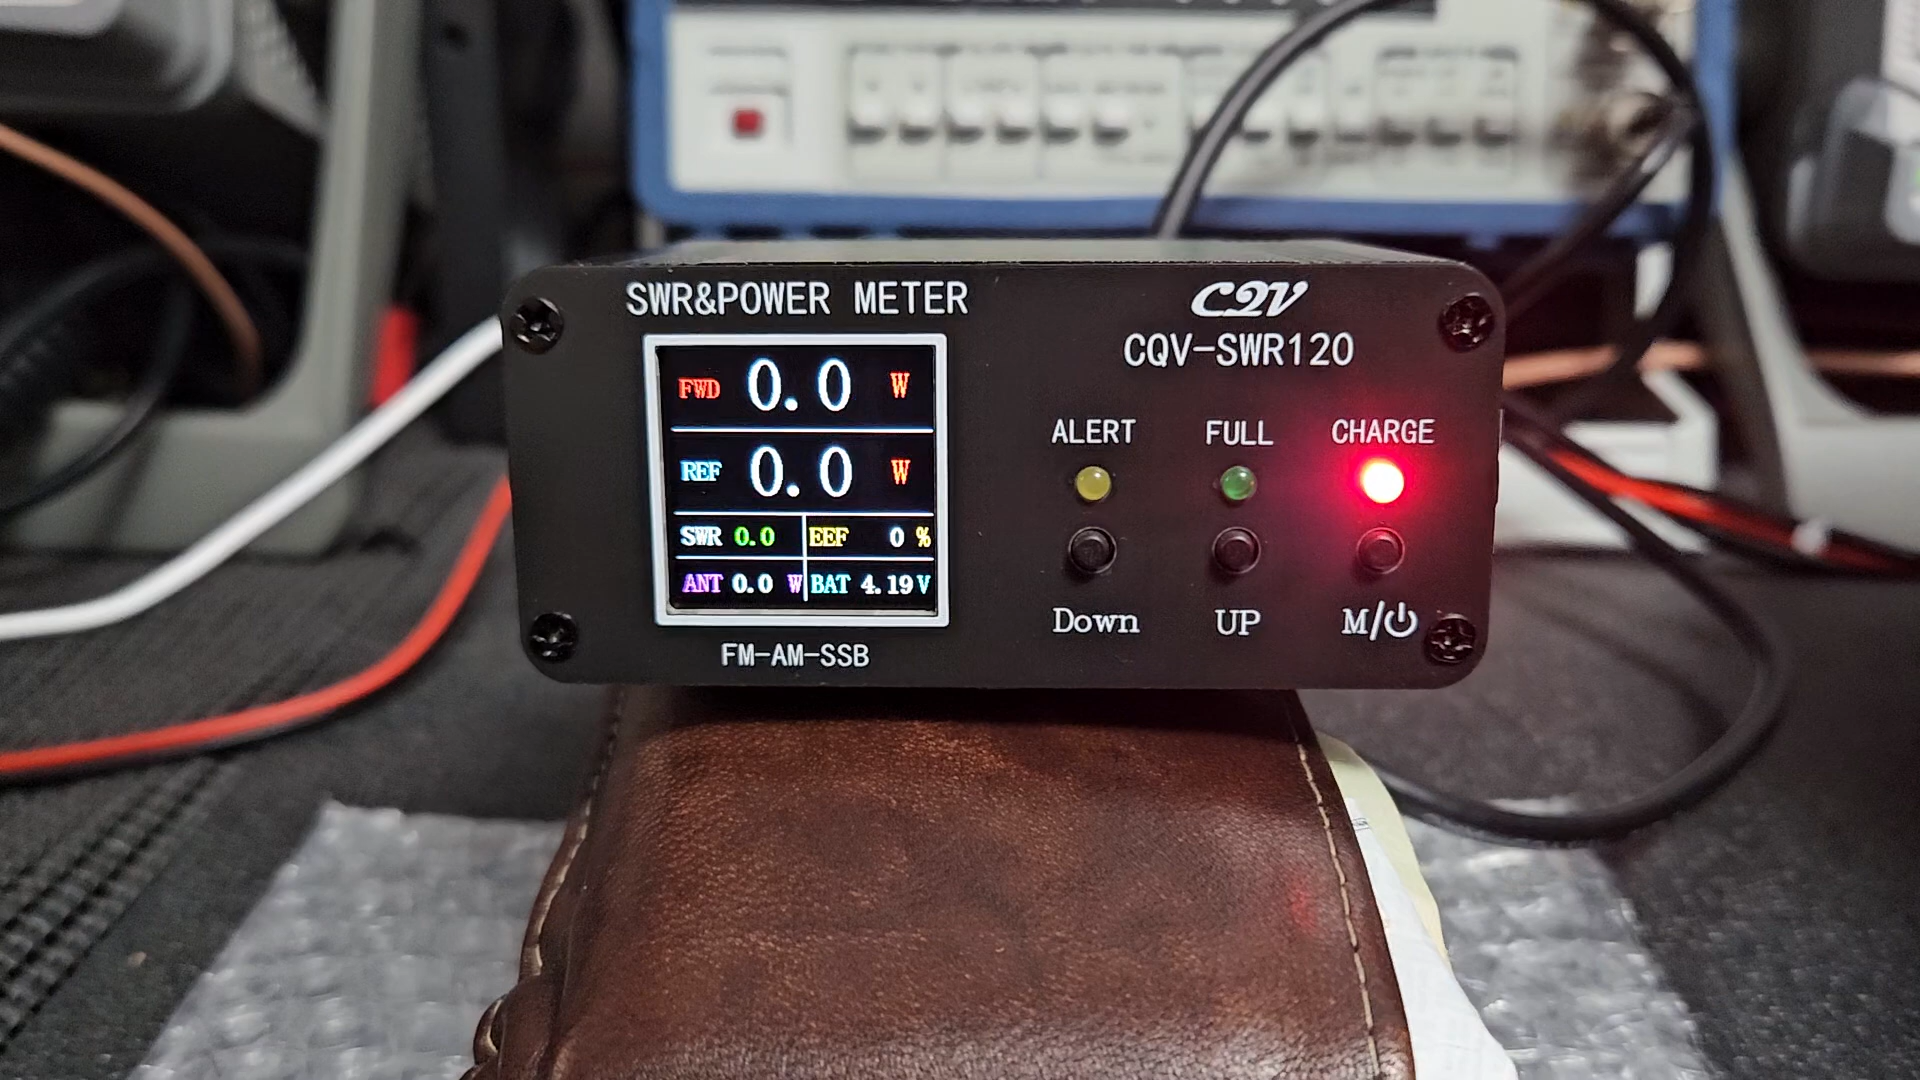 SWR&POWER METER
CQV
CQV-SWR120
FWD 0.0 W
REF 0.0 W
SWR 0.0 EEF 0 %
ANT 0.0 W BAT 4.19V
FM-AM-SSB
ALERT FULL CHARGE
Down UP M/⏻